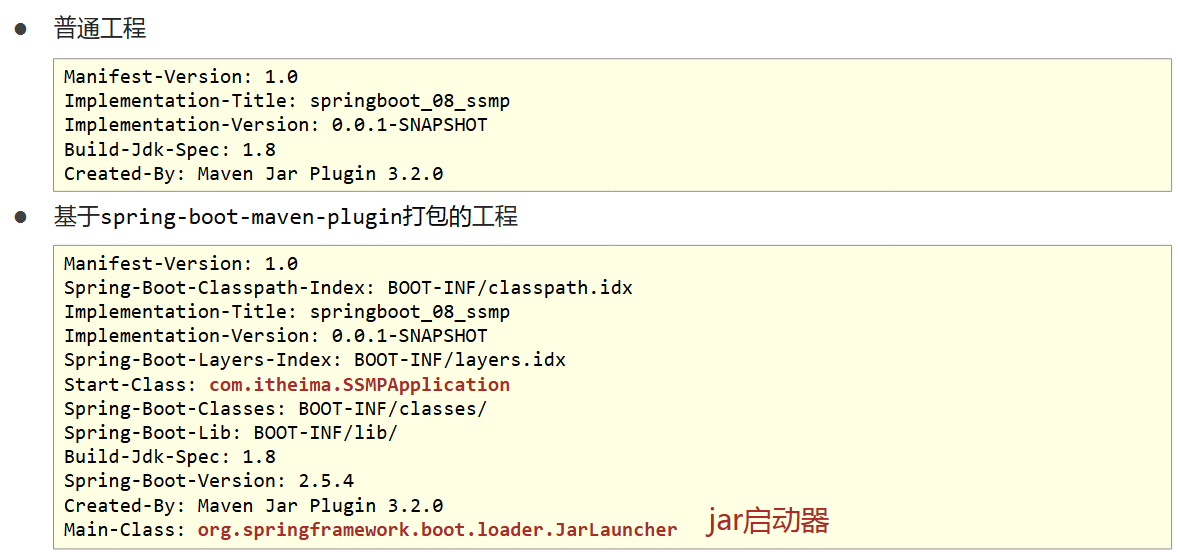 ● 普通工程
Manifest-Version: 1.0
Implementation-Title: springboot_08_ssmp
Implementation-Version: 0.0.1-SNAPSHOT
Build-Jdk-Spec: 1.8
Created-By: Maven Jar Plugin 3.2.0
● 基于spring-boot-maven-plugin打包的工程
Manifest-Version: 1.0
Spring-Boot-Classpath-Index: BOOT-INF/classpath.idx
Implementation-Title: springboot_08_ssmp
Implementation-Version: 0.0.1-SNAPSHOT
Spring-Boot-Layers-Index: BOOT-INF/layers.idx
Start-Class: com.itheima.SSMPApplication
Spring-Boot-Classes: BOOT-INF/classes/
Spring-Boot-Lib: BOOT-INF/lib/
Build-Jdk-Spec: 1.8
Spring-Boot-Version: 2.5.4
Created-By: Maven Jar Plugin 3.2.0
Main-Class: org.springframework.boot.loader.JarLauncher jar启动器